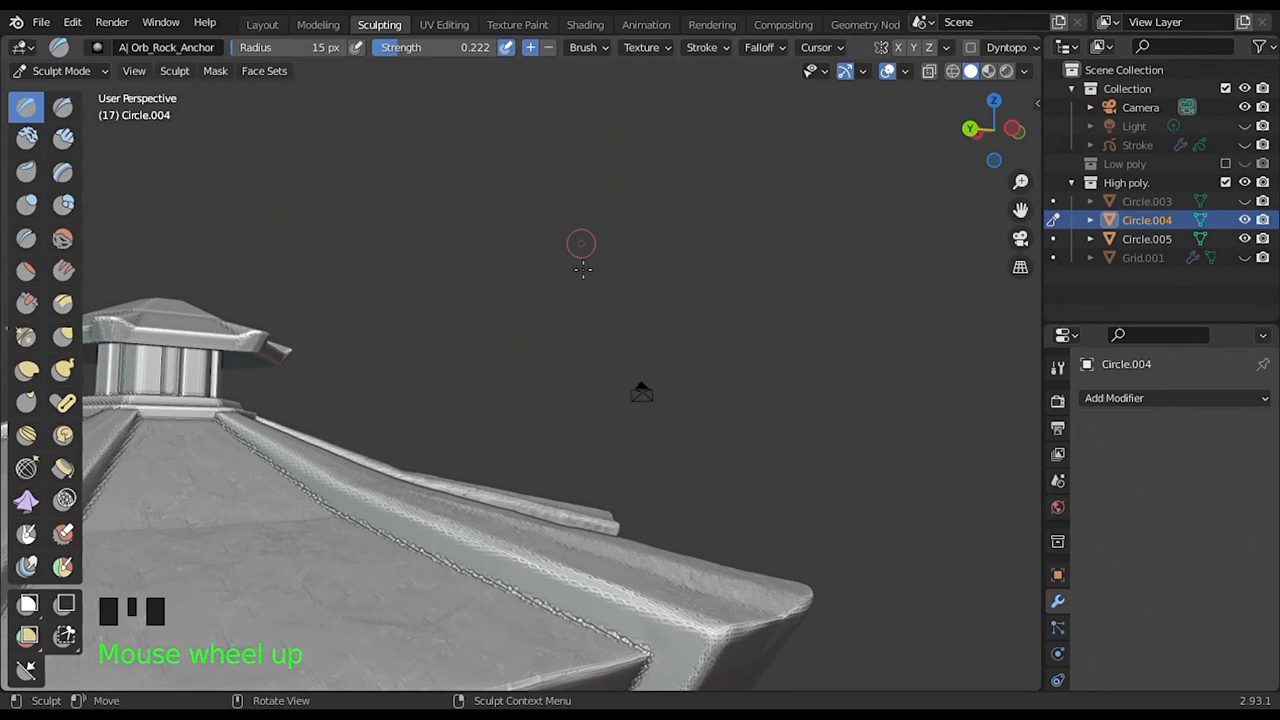 File Edit Render Window Help Layout Modeling Sculpting UV Editing Texture Paint Shading Animation Rendering Compositing Geometry Nod Scene View Layer
A| Orb_Rock_Anchor Radius 15 px Strength 0.222 Brush Texture Stroke Falloff Cursor X Y Z Dyntopo
Sculpt Mode View Sculpt Mask Face Sets
Scene Collection
User Perspective
(17) Circle.004
Collection
Camera
Light
Stroke
Low poly
High poly.
Circle.003
Circle.004
Circle.005
Grid.001
Z
Y
Circle.004
Add Modifier
Mouse wheel up
Sculpt Move Rotate View Sculpt Context Menu 2.93.1